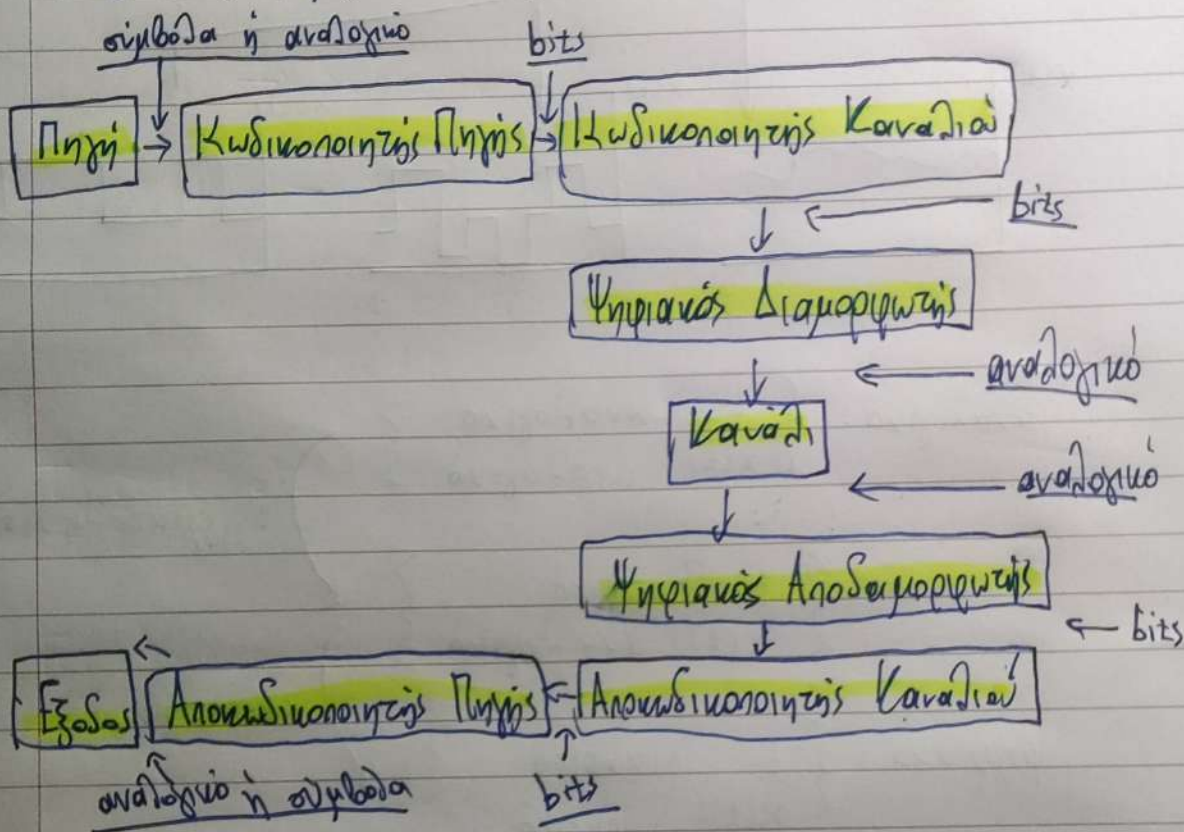 σύμβολα ή αναλογικό
bits
Πηγή → Κωδικοποιητής Πηγής → Κωδικοποιητής Καναλιού
bits
Ψηφιακός Διαμορφωτής
αναλογικό
Κανάλι
αναλογικό
Ψηφιακός Αποδαμορφωτής
bits
Έξοδος Αποκωδικοποιητής Πηγής ← Αποκωδικοποιητής Καναλιού
αναλογικό ή σύμβολα
bits